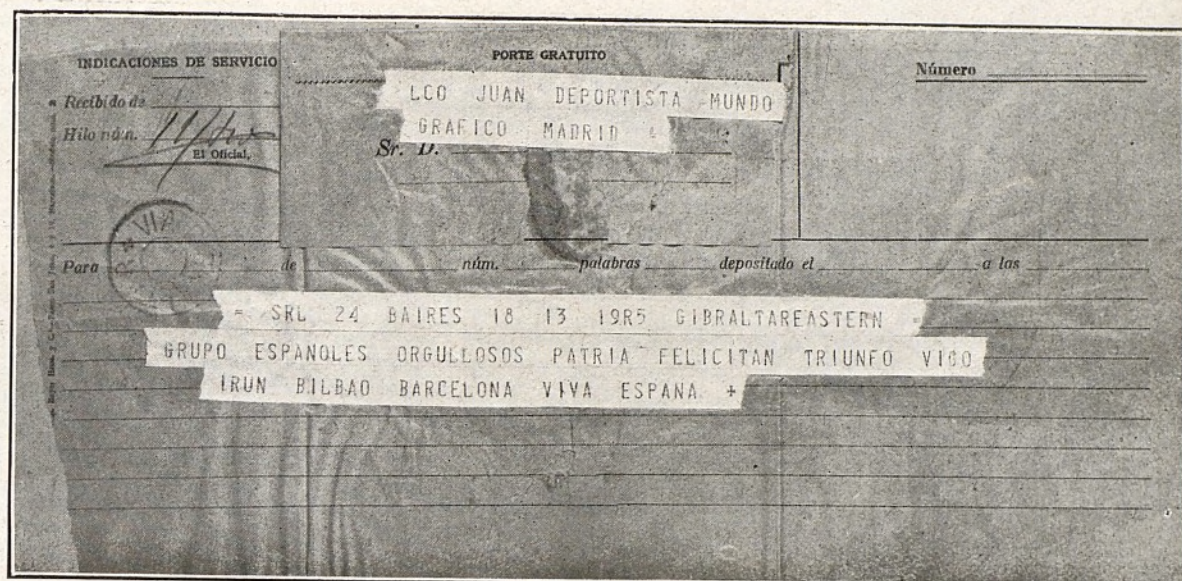 INDICACIONES DE SERVICIO
Recibido de
Hilo núm.
El Oficial,
PORTE GRATUITO
LCO JUAN DEPORTISTA MUNDO
GRAFICO MADRID
Sr. D.
Número
VIA
Para de núm. palabras depositado el a las
= SRL 24 BAIRES 18 13 19R5 GIBRALTAREASTERN =
GRUPO ESPANOLES ORGULLOSOS PATRIA FELICITAN TRIUNFO VIGO
IRUN BILBAO BARCELONA VIVA ESPANA +